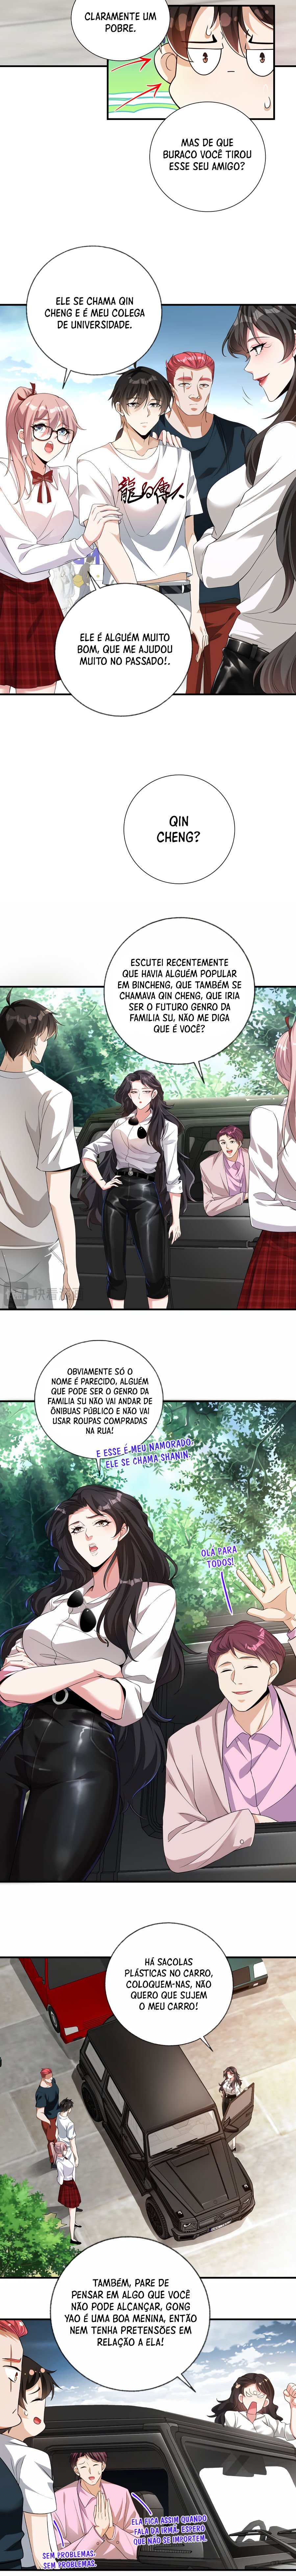 CLARAMENTE UM
POBRE.
MAS DE QUE
BURACO VOCÊ TIROU
ESSE SEU AMIGO?
ELE SE CHAMA QIN
CHENG E É MEU COLEGA
DE UNIVERSIDADE.
ELE É ALGUÉM MUITO
BOM, QUE ME AJUDOU
MUITO NO PASSADO!.
QIN
CHENG?
ESCUTEI RECENTEMENTE
QUE HAVIA ALGUÉM POPULAR
EM BINCHENG, QUE TAMBÉM SE
CHAMAVA QIN CHENG, QUE IRIA
SER O FUTURO GENRO DA
FAMILIA SU, NÃO ME DIGA
QUE É VOCÊ?
OBVIAMENTE SÓ O
NOME É PARECIDO, ALGUÉM
QUE PODE SER O GENRO DA
FAMILIA SU NÃO VAI ANDAR DE
ÔNIBUAS PÚBLICO E NÃO VAI
USAR ROUPAS COMPRADAS
NA RUA!
E ESSE É MEU NAMORADO,
ELE SE CHAMA SHANIN.
OLA PARA
TODOS!
HÁ SACOLAS
PLÁSTICAS NO CARRO,
COLOQUEM-NAS, NÃO
QUERO QUE SUJEM
O MEU CARRO!
TAMBÉM, PARE DE
PENSAR EM ALGO QUE VOCÊ
NÃO PODE ALCANÇAR, GONG
YAO É UMA BOA MENINA, ENTÃO
NEM TENHA PRETENSÕES EM
RELAÇÃO A ELA!
ELA FICA ASSIM QUANDO
FALA DA IRMÃ, ESPERO
QUE NÃO SE IMPORTEM.
SEM PROBLEMAS.
SEM PROBLEMAS.